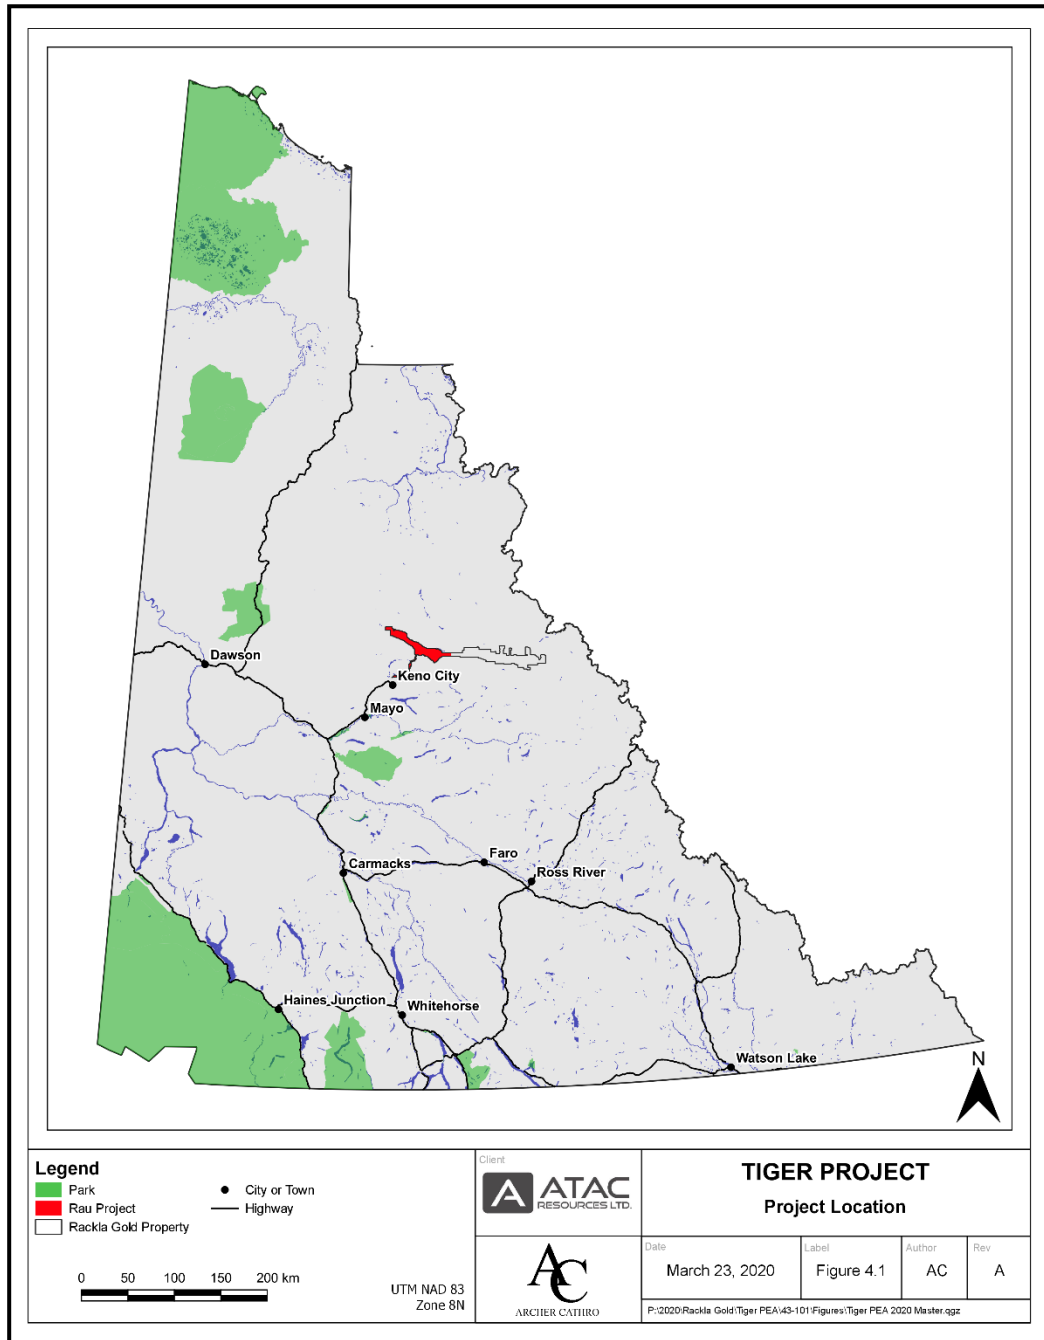 Dawson
Keno City
Mayo
Faro
Carmacks
Ross River
Haines Junction
Whitehorse
Watson Lake
N
Legend
Park
Rau Project
Rackla Gold Property
City or Town
Highway
0 50 100 150 200 km
UTM NAD 83
Zone 8N
Client
ATAC
RESOURCES LTD.
AC
ARCHER CATHRO
TIGER PROJECT
Project Location
Date
March 23, 2020
Label
Figure 4.1
Author
AC
Rev
A
P:\2020\Rackla Gold\Tiger PEA\43-101\Figures\Tiger PEA 2020 Master.qgz